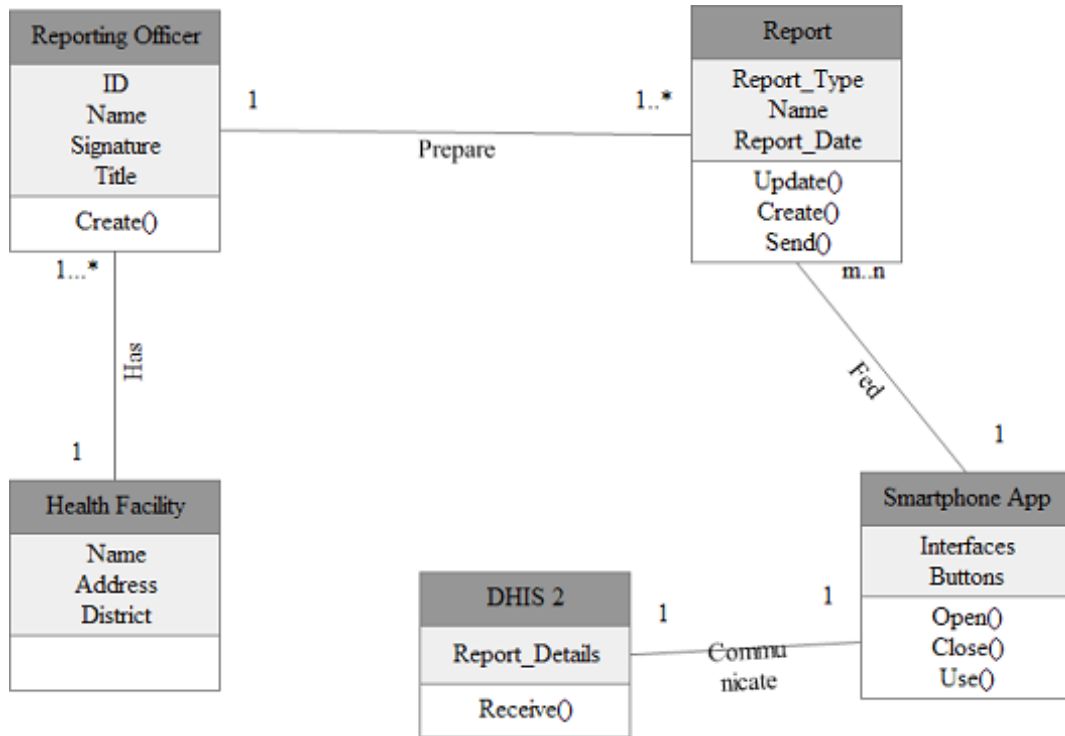 Reporting Officer
ID
Name
Signature
Title
Create()
1
Prepare
1..*
Report
Report_Type
Name
Report_Date
Update()
Create()
Send()
1...*
Has
1
Health Facility
Name
Address
District
m..n
Fed
1
Smartphone App
Interfaces
Buttons
Open()
Close()
Use()
1
Commu
nicate
1
DHIS 2
Report_Details
Receive()